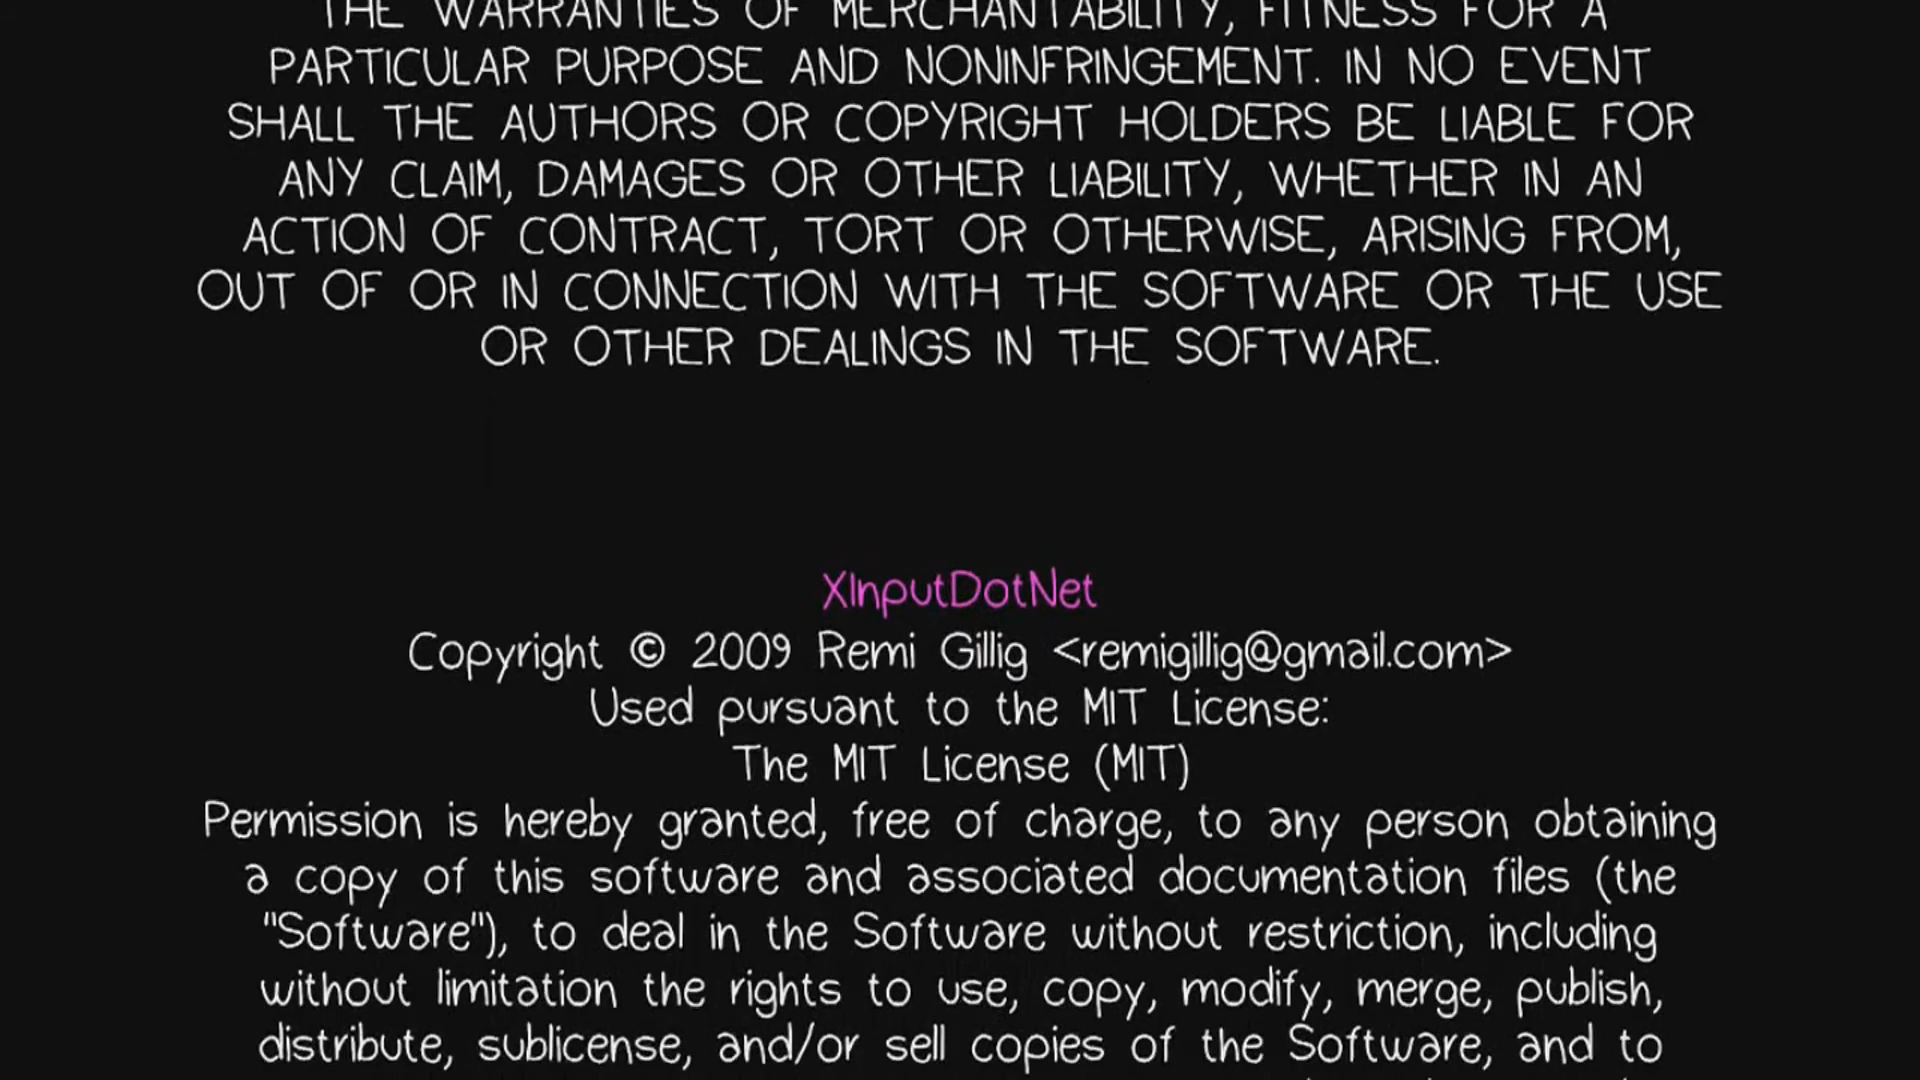 THE WARRANTIES OF MERCHANTABILITY, FITNESS FOR A
PARTICULAR PURPOSE AND NONINFRINGEMENT. IN NO EVENT
SHALL THE AUTHORS OR COPYRIGHT HOLDERS BE LIABLE FOR
ANY CLAIM, DAMAGES OR OTHER LIABILITY, WHETHER IN AN
ACTION OF CONTRACT, TORT OR OTHERWISE, ARISING FROM,
OUT OF OR IN CONNECTION WITH THE SOFTWARE OR THE USE
OR OTHER DEALINGS IN THE SOFTWARE.
XInputDotNet
Copyright © 2009 Remi Gillig <remigillig@gmail.com>
Used pursuant to the MIT License:
The MIT License (MIT)
Permission is hereby granted, free of charge, to any person obtaining
a copy of this software and associated documentation files (the
"Software"), to deal in the Software without restriction, including
without limitation the rights to use, copy, modify, merge, publish,
distribute, sublicense, and/or sell copies of the Software, and to